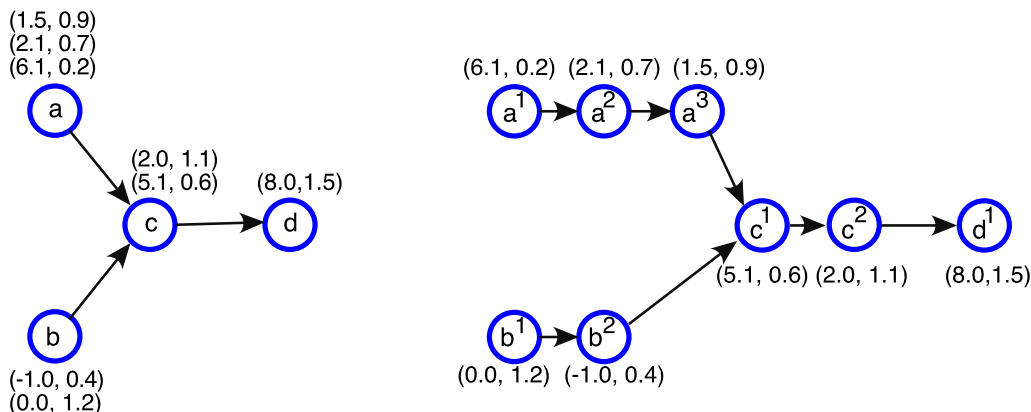 (1.5, 0.9)
(2.1, 0.7)
(6.1, 0.2)
a
(2.0, 1.1)
(5.1, 0.6)
c
(8.0,1.5)
d
b
(-1.0, 0.4)
(0.0, 1.2)
(6.1, 0.2) (2.1, 0.7) (1.5, 0.9)
a¹ a² a³
c¹ c² d¹
(5.1, 0.6) (2.0, 1.1) (8.0,1.5)
b¹ b²
(0.0, 1.2) (-1.0, 0.4)